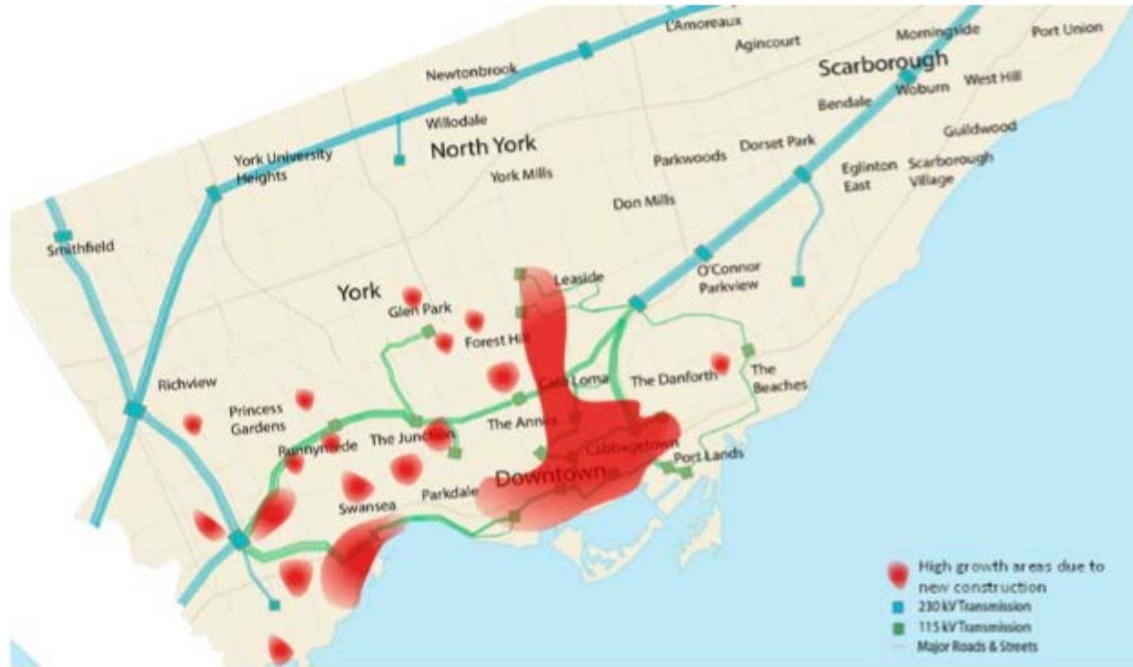 L'Amoreaux
Agincourt
Morningside
Port Union
Newtonbrook
Scarborough
Bendale
Woburn
West Hill
Willodale
North York
Guildwood
York University
Heights
York Mills
Parkwoods
Dorset Park
Eglinton
East
Scarborough
Village
Don Mills
Smithfield
O'Connor
Parkview
Leaside
York
Glen Park
Forest Hill
Richview
Casa Loma
The Danforth
The
Beaches
Princess
Gardens
The Annex
Runnymede
The Junction
Cabbagetown
Port Lands
Downtown
Parkdale
Swansea
High growth areas due to
new construction
230 kV Transmission
115 kV Transmission
Major Roads & Streets